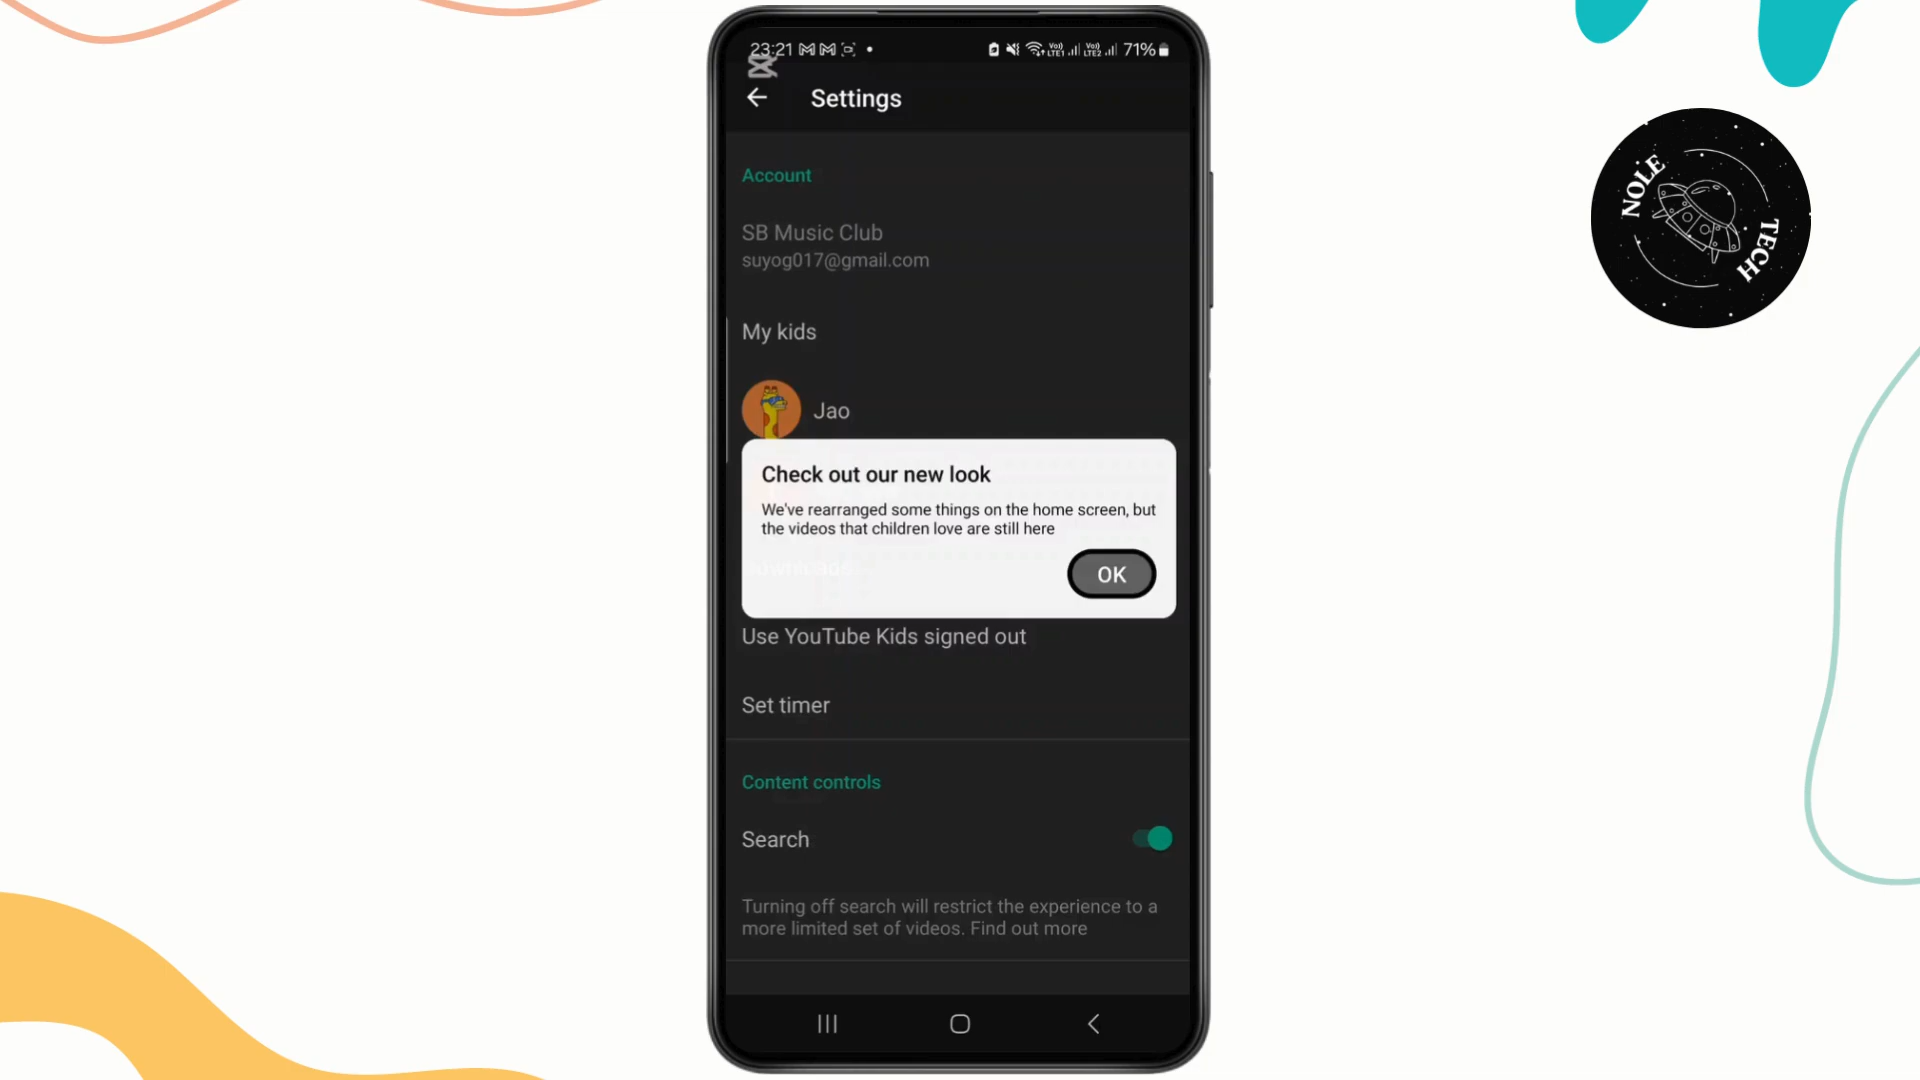 23:21
LTE1
LTE2
71%
Settings
NOLE
TECH
Account
SB Music Club
suyog017@gmail.com
My kids
Jao
Check out our new look
We've rearranged some things on the home screen, but
the videos that children love are still here
OK
Use YouTube Kids signed out
Set timer
Content controls
Search
Turning off search will restrict the experience to a
more limited set of videos. Find out more